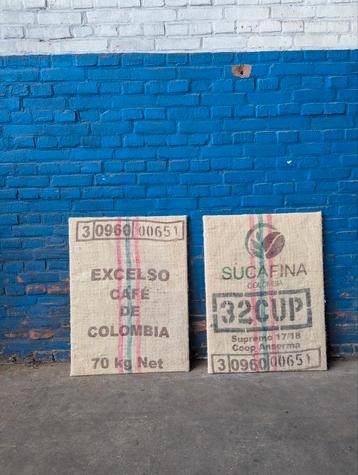 3 0960 00651
EXCELSO
CAFÉ
DE
COLOMBIA
70 kg Net
SUCAFINA
COLOMBIA
32CUP
Supremo 17/18
Coop Anserma
3 0960 00651